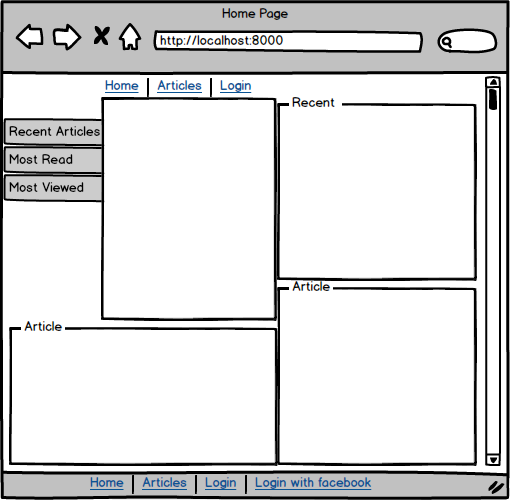 Home Page
http://localhost:8000
Home Articles Login
Recent
Recent Articles
Most Read
Most Viewed
Article
Article
Home Articles Login Login with facebook